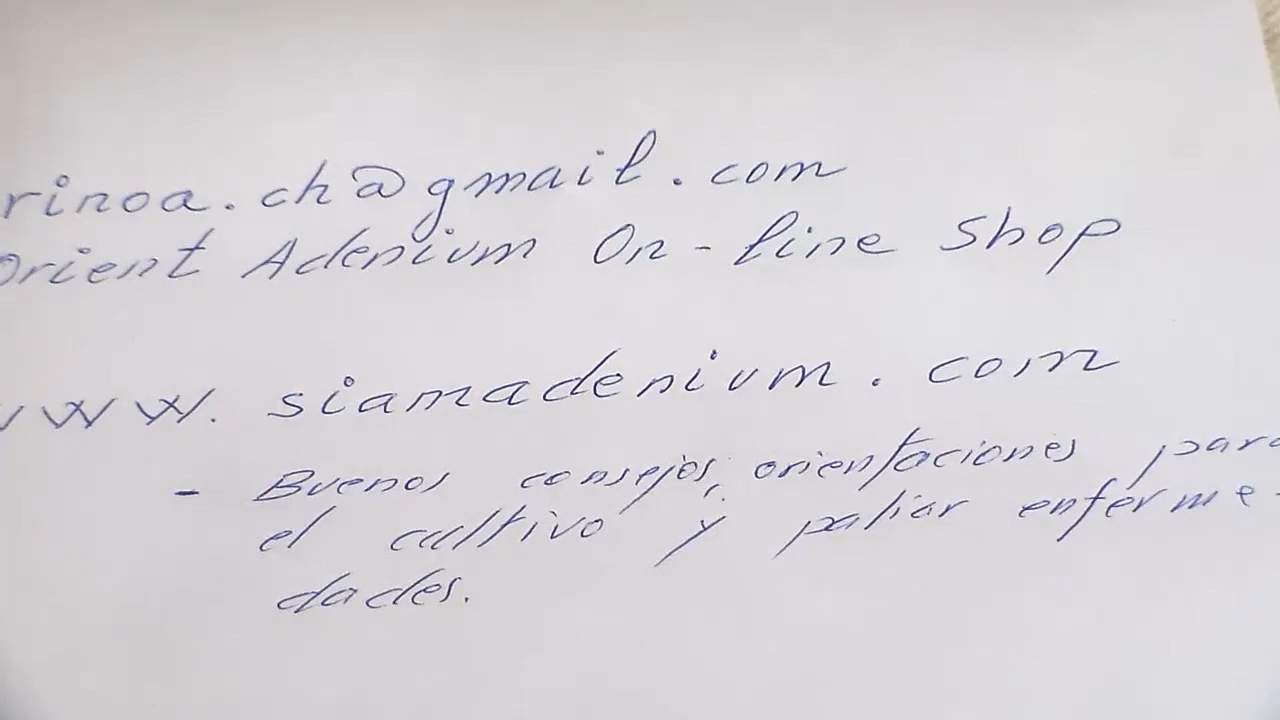 rinoa.ch@gmail.com
Orient Adenium On-line Shop
www. siamadenium.com
- Buenos consejos, orientaciones para
el cultivo y paliar enferme-
dades.